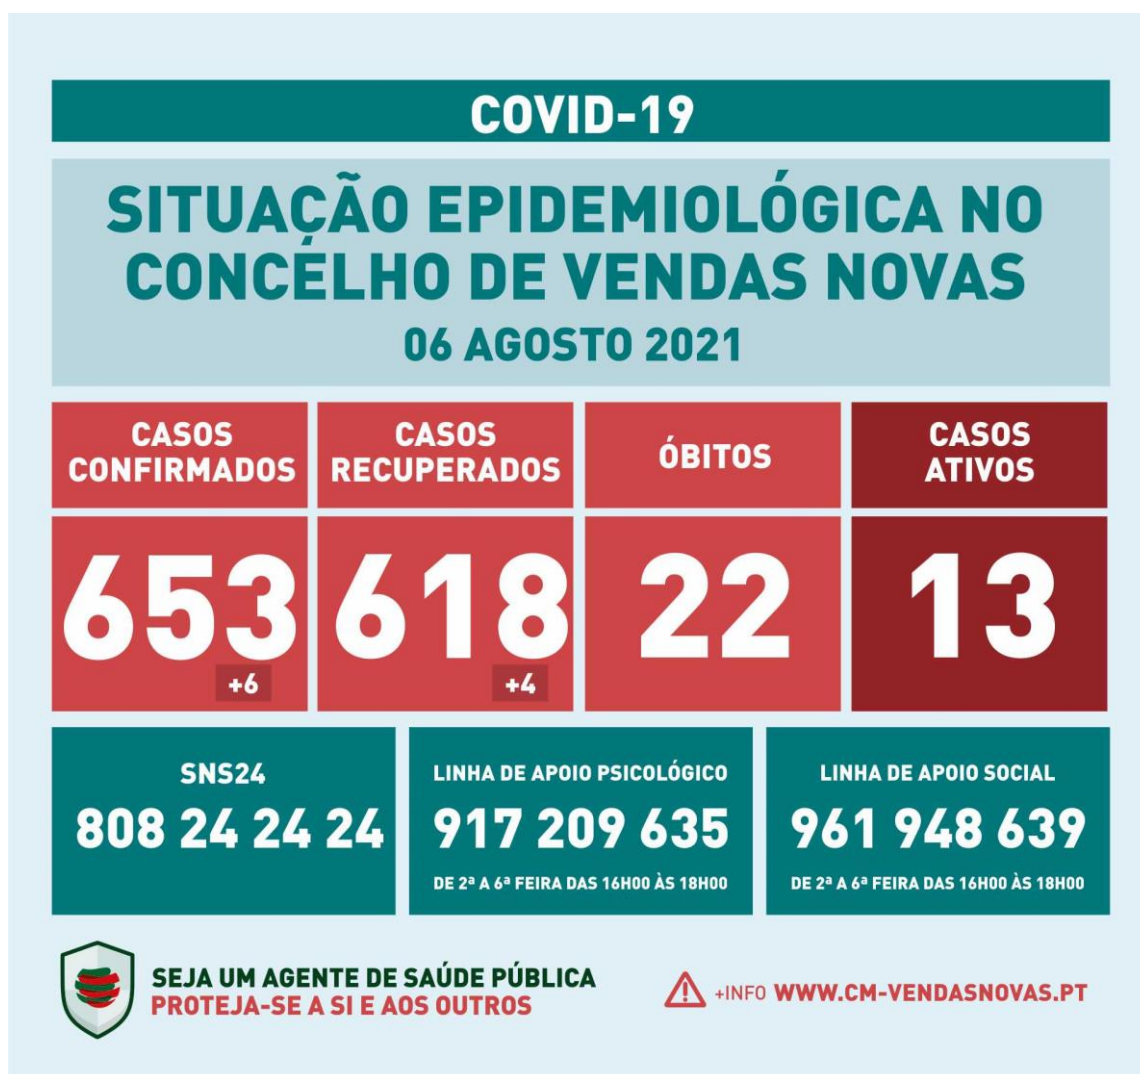 COVID-19
SITUAÇÃO EPIDEMIOLÓGICA NO
CONCELHO DE VENDAS NOVAS
06 AGOSTO 2021
CASOS
CONFIRMADOS
653
+6
CASOS
RECUPERADOS
618
+4
ÓBITOS
22
CASOS
ATIVOS
13
SNS24
808 24 24 24
LINHA DE APOIO PSICOLÓGICO
917 209 635
DE 2ª A 6ª FEIRA DAS 16H00 ÀS 18H00
LINHA DE APOIO SOCIAL
961 948 639
DE 2ª A 6ª FEIRA DAS 16H00 ÀS 18H00
SEJA UM AGENTE DE SAÚDE PÚBLICA
PROTEJA-SE A SI E AOS OUTROS
+INFO WWW.CM-VENDASNOVAS.PT